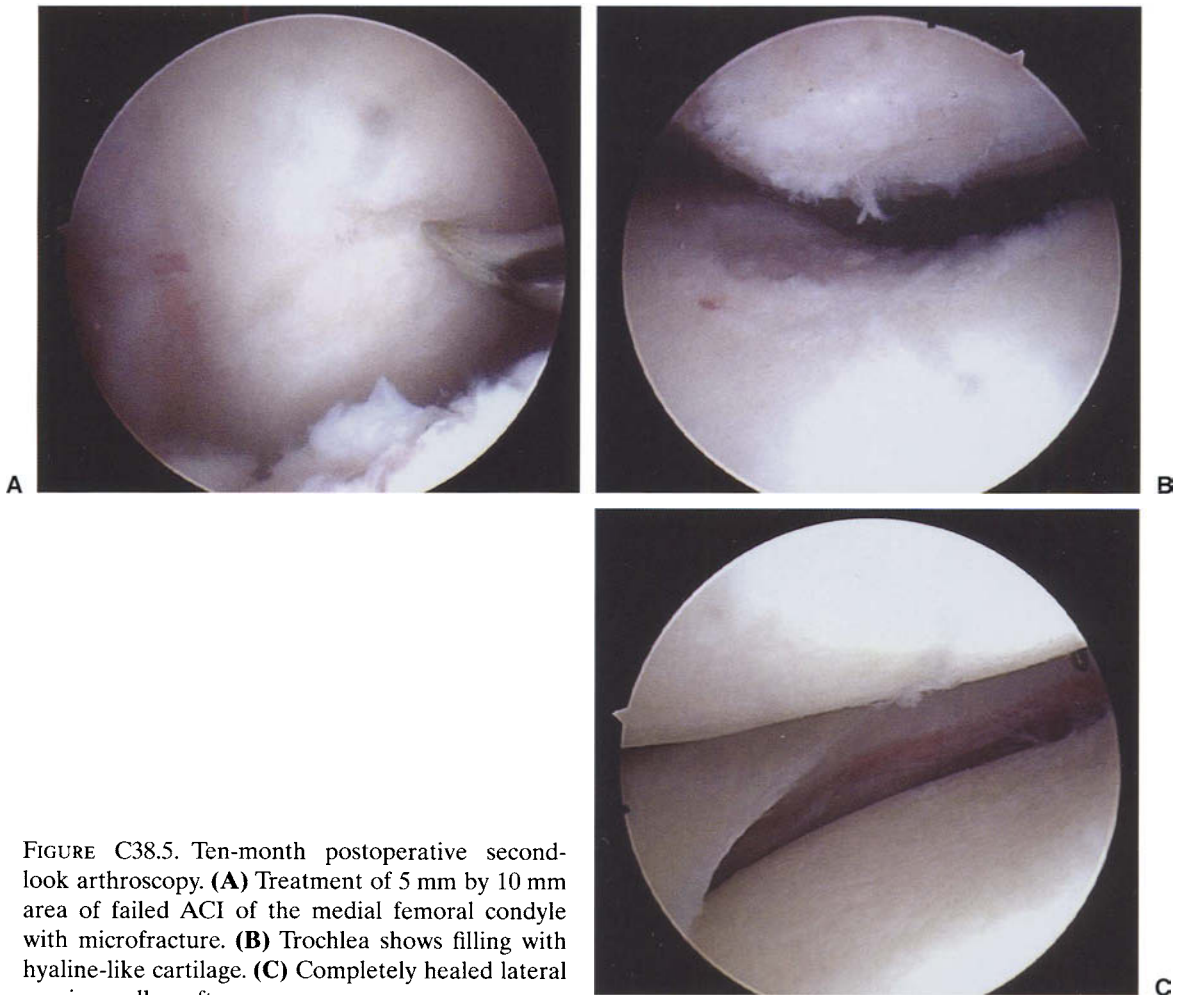 A
B
C
FIGURE C38.5. Ten-month postoperative second-
look arthroscopy. (A) Treatment of 5 mm by 10 mm
area of failed ACI of the medial femoral condyle
with microfracture. (B) Trochlea shows filling with
hyaline-like cartilage. (C) Completely healed lateral